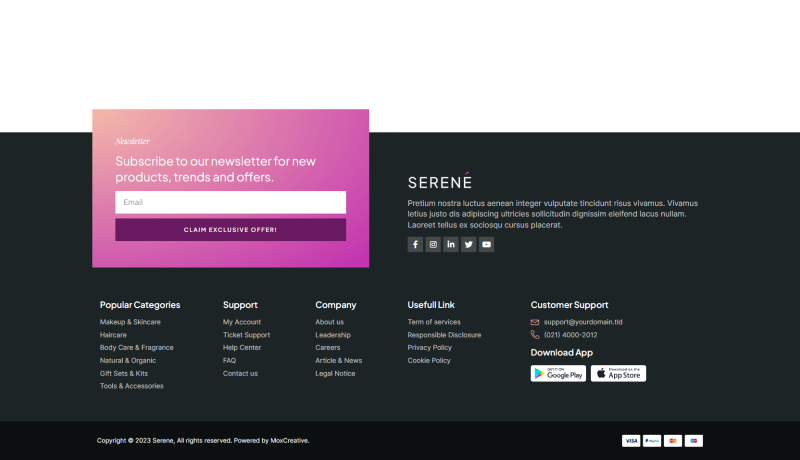 Newsletter
Subscribe to our newsletter for new
products, trends and offers.
Email
CLAIM EXCLUSIVE OFFER!
SERENÉ
Pretium nostra luctus aenean integer vulputate tincidunt risus vivamus. Vivamus
letius justo dis adipiscing ultricies sollicitudin dignissim eleifend lacus nullam.
Laoreet tellus ex sociosqu cursus placerat.
Popular Categories
Makeup & Skincare
Haircare
Body Care & Fragrance
Natural & Organic
Gift Sets & Kits
Tools & Accessories
Support
My Account
Ticket Support
Help Center
FAQ
Contact us
Company
About us
Leadership
Careers
Article & News
Legal Notice
Usefull Link
Term of services
Responsible Disclosure
Privacy Policy
Cookie Policy
Customer Support
support@yourdomain.tld
(021) 4000-2012
Download App
GET IT ON
Google Play
Download on the
App Store
Copyright © 2023 Serene, All rights reserved. Powered by MoxCreative.
VISA
PayPal